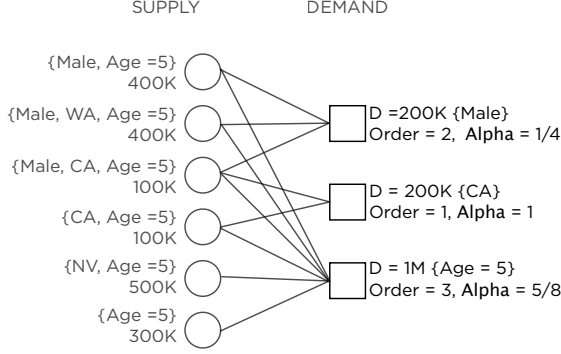 SUPPLY
DEMAND
{Male, Age =5}
400K
{Male, WA, Age =5}
400K
{Male, CA, Age =5}
100K
{CA, Age =5}
100K
{NV, Age =5}
500K
{Age =5}
300K
D =200K {Male}
Order = 2, Alpha = 1/4
D = 200K {CA}
Order = 1, Alpha = 1
D = 1M {Age = 5}
Order = 3, Alpha = 5/8